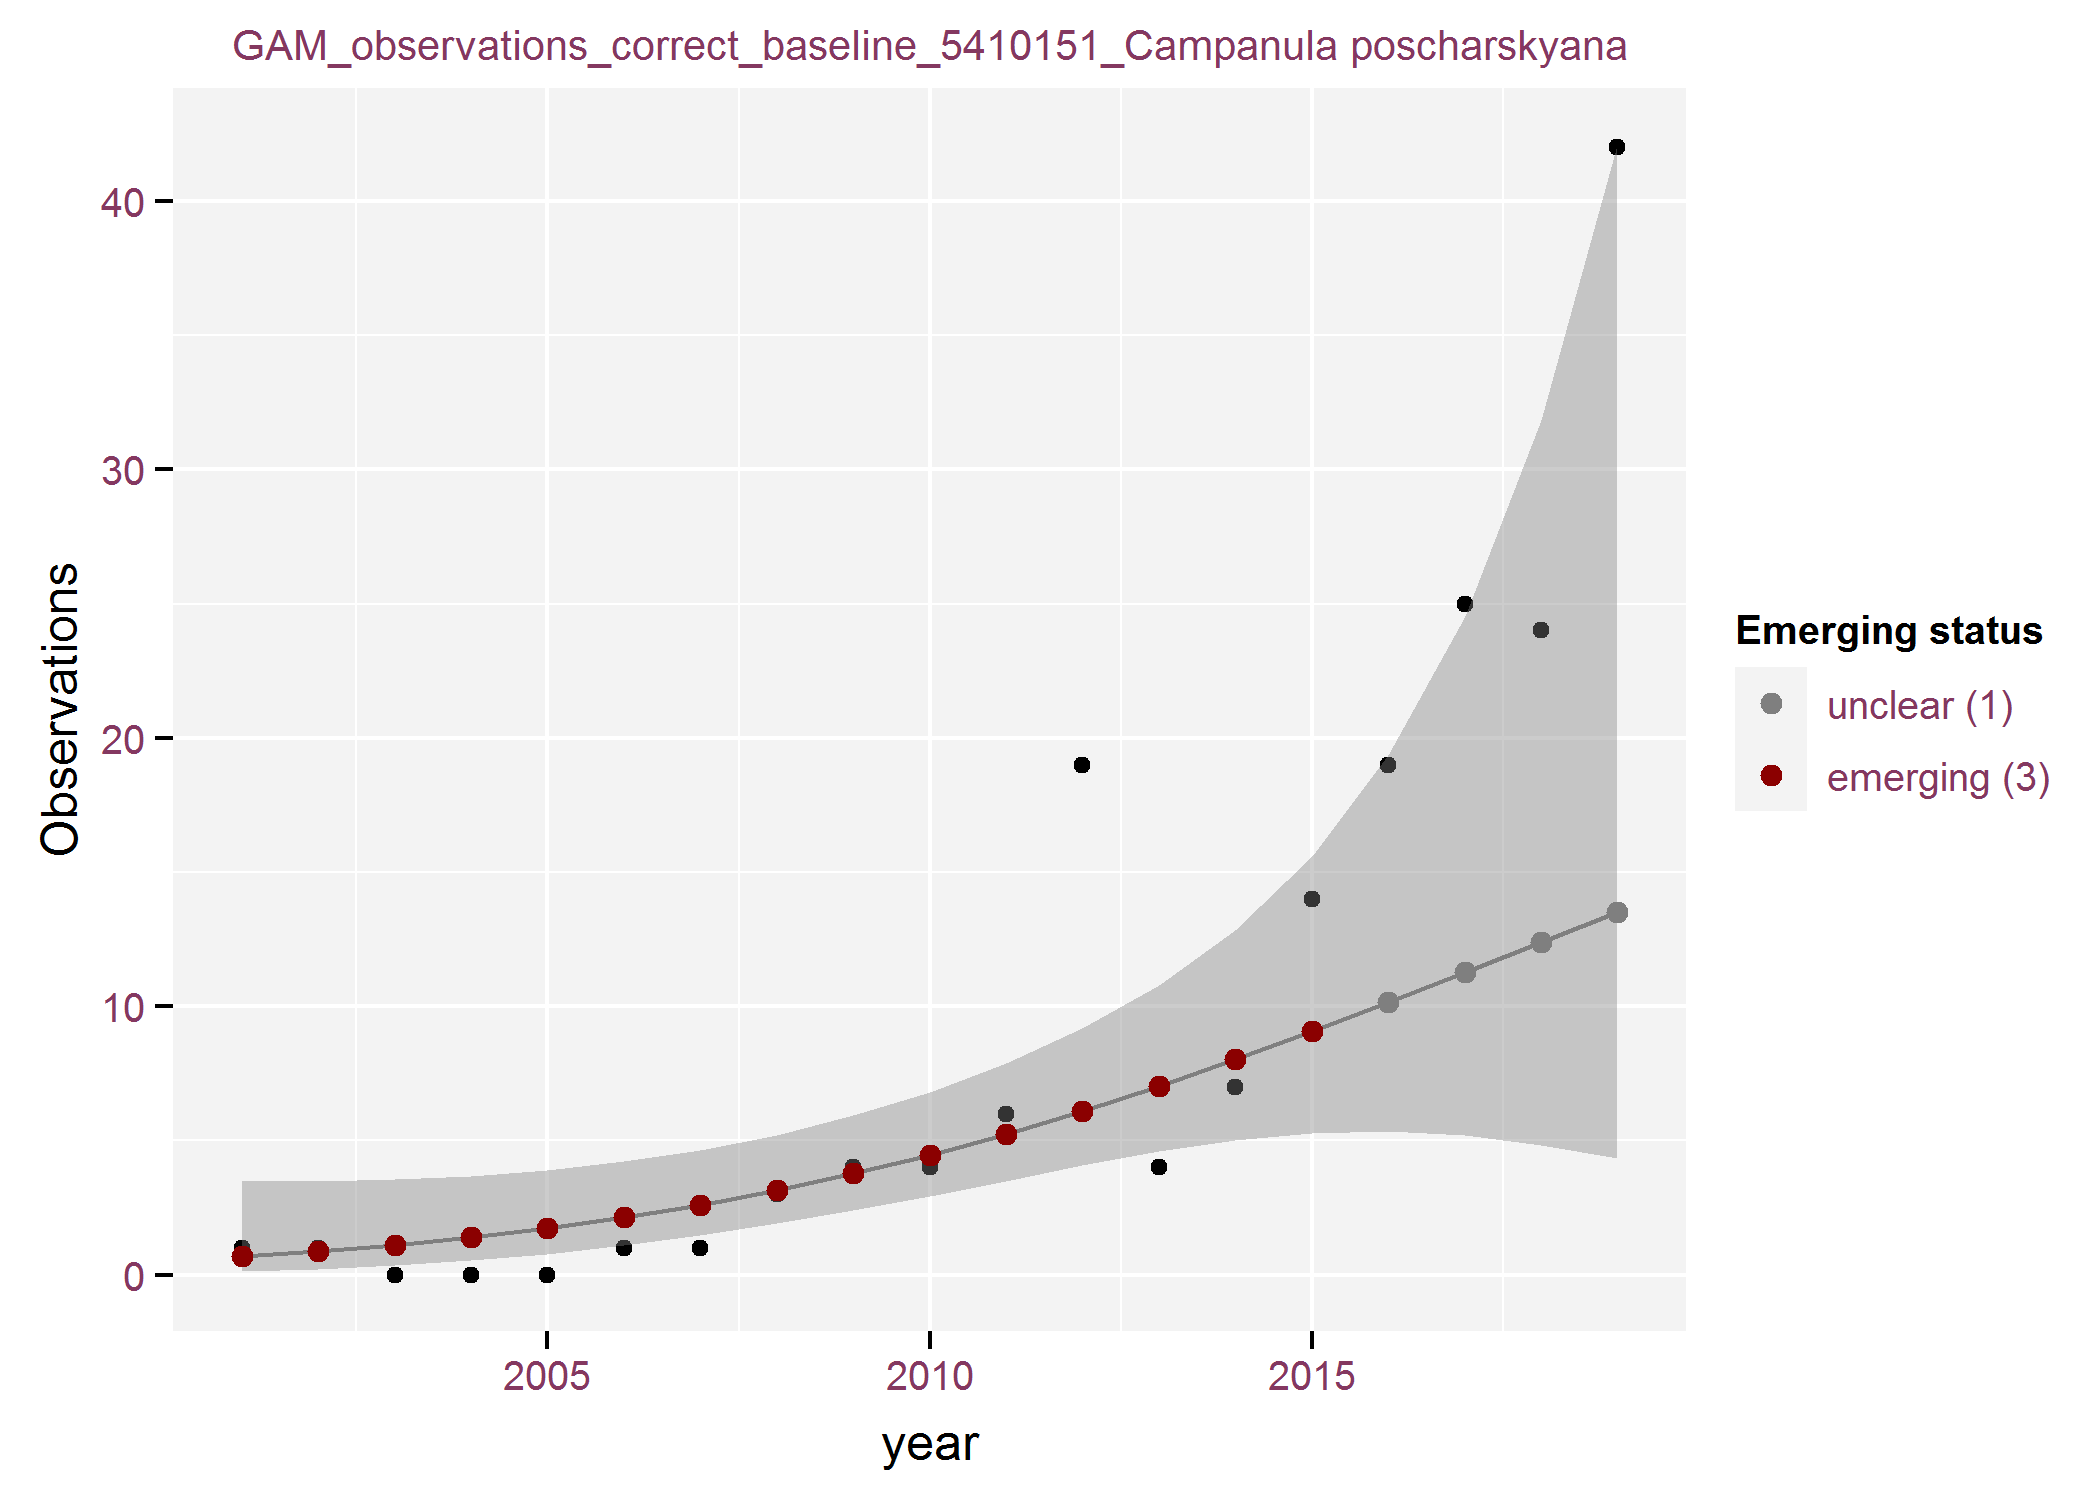 GAM_observations_correct_baseline_5410151_Campanula poscharskyana
40
30
20
10
0
Observations
2005 2010 2015
year
Emerging status
unclear (1)
emerging (3)